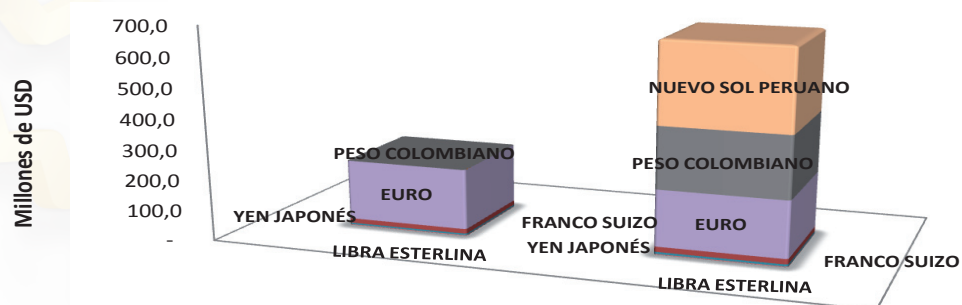 Millones de USD
700,0
600,0
500,0
400,0
300,0
200,0
100,0
-
PESO COLOMBIANO
EURO
YEN JAPONÉS
LIBRA ESTERLINA
FRANCO SUIZO
NUEVO SOL PERUANO
PESO COLOMBIANO
EURO
YEN JAPONÉS
LIBRA ESTERLINA
FRANCO SUIZO